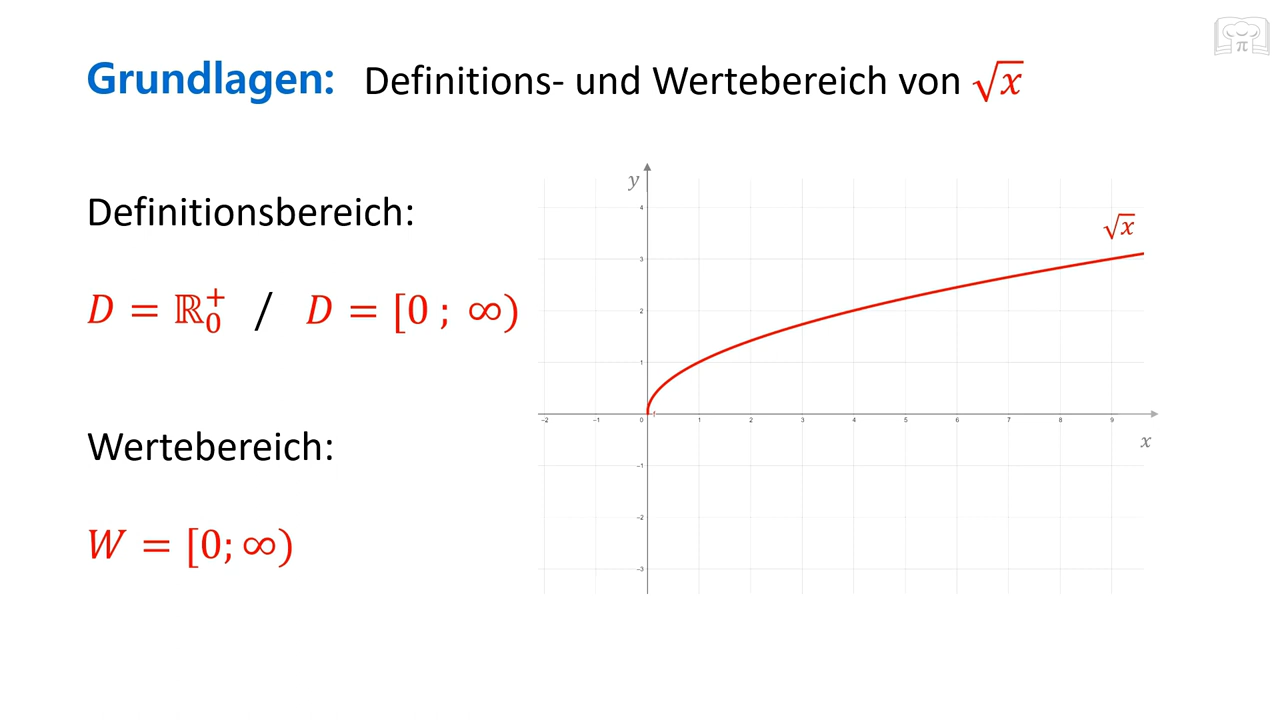 Grundlagen: Definitions- und Wertebereich von √x
Definitionsbereich:
D = ℝ₀⁺ / D = [0 ; ∞)
Wertebereich:
W = [0; ∞)
y
4
3
2
1
0
−1
−2
−3
−2 −1 1 2 3 4 5 6 7 8 9
x
√x
π